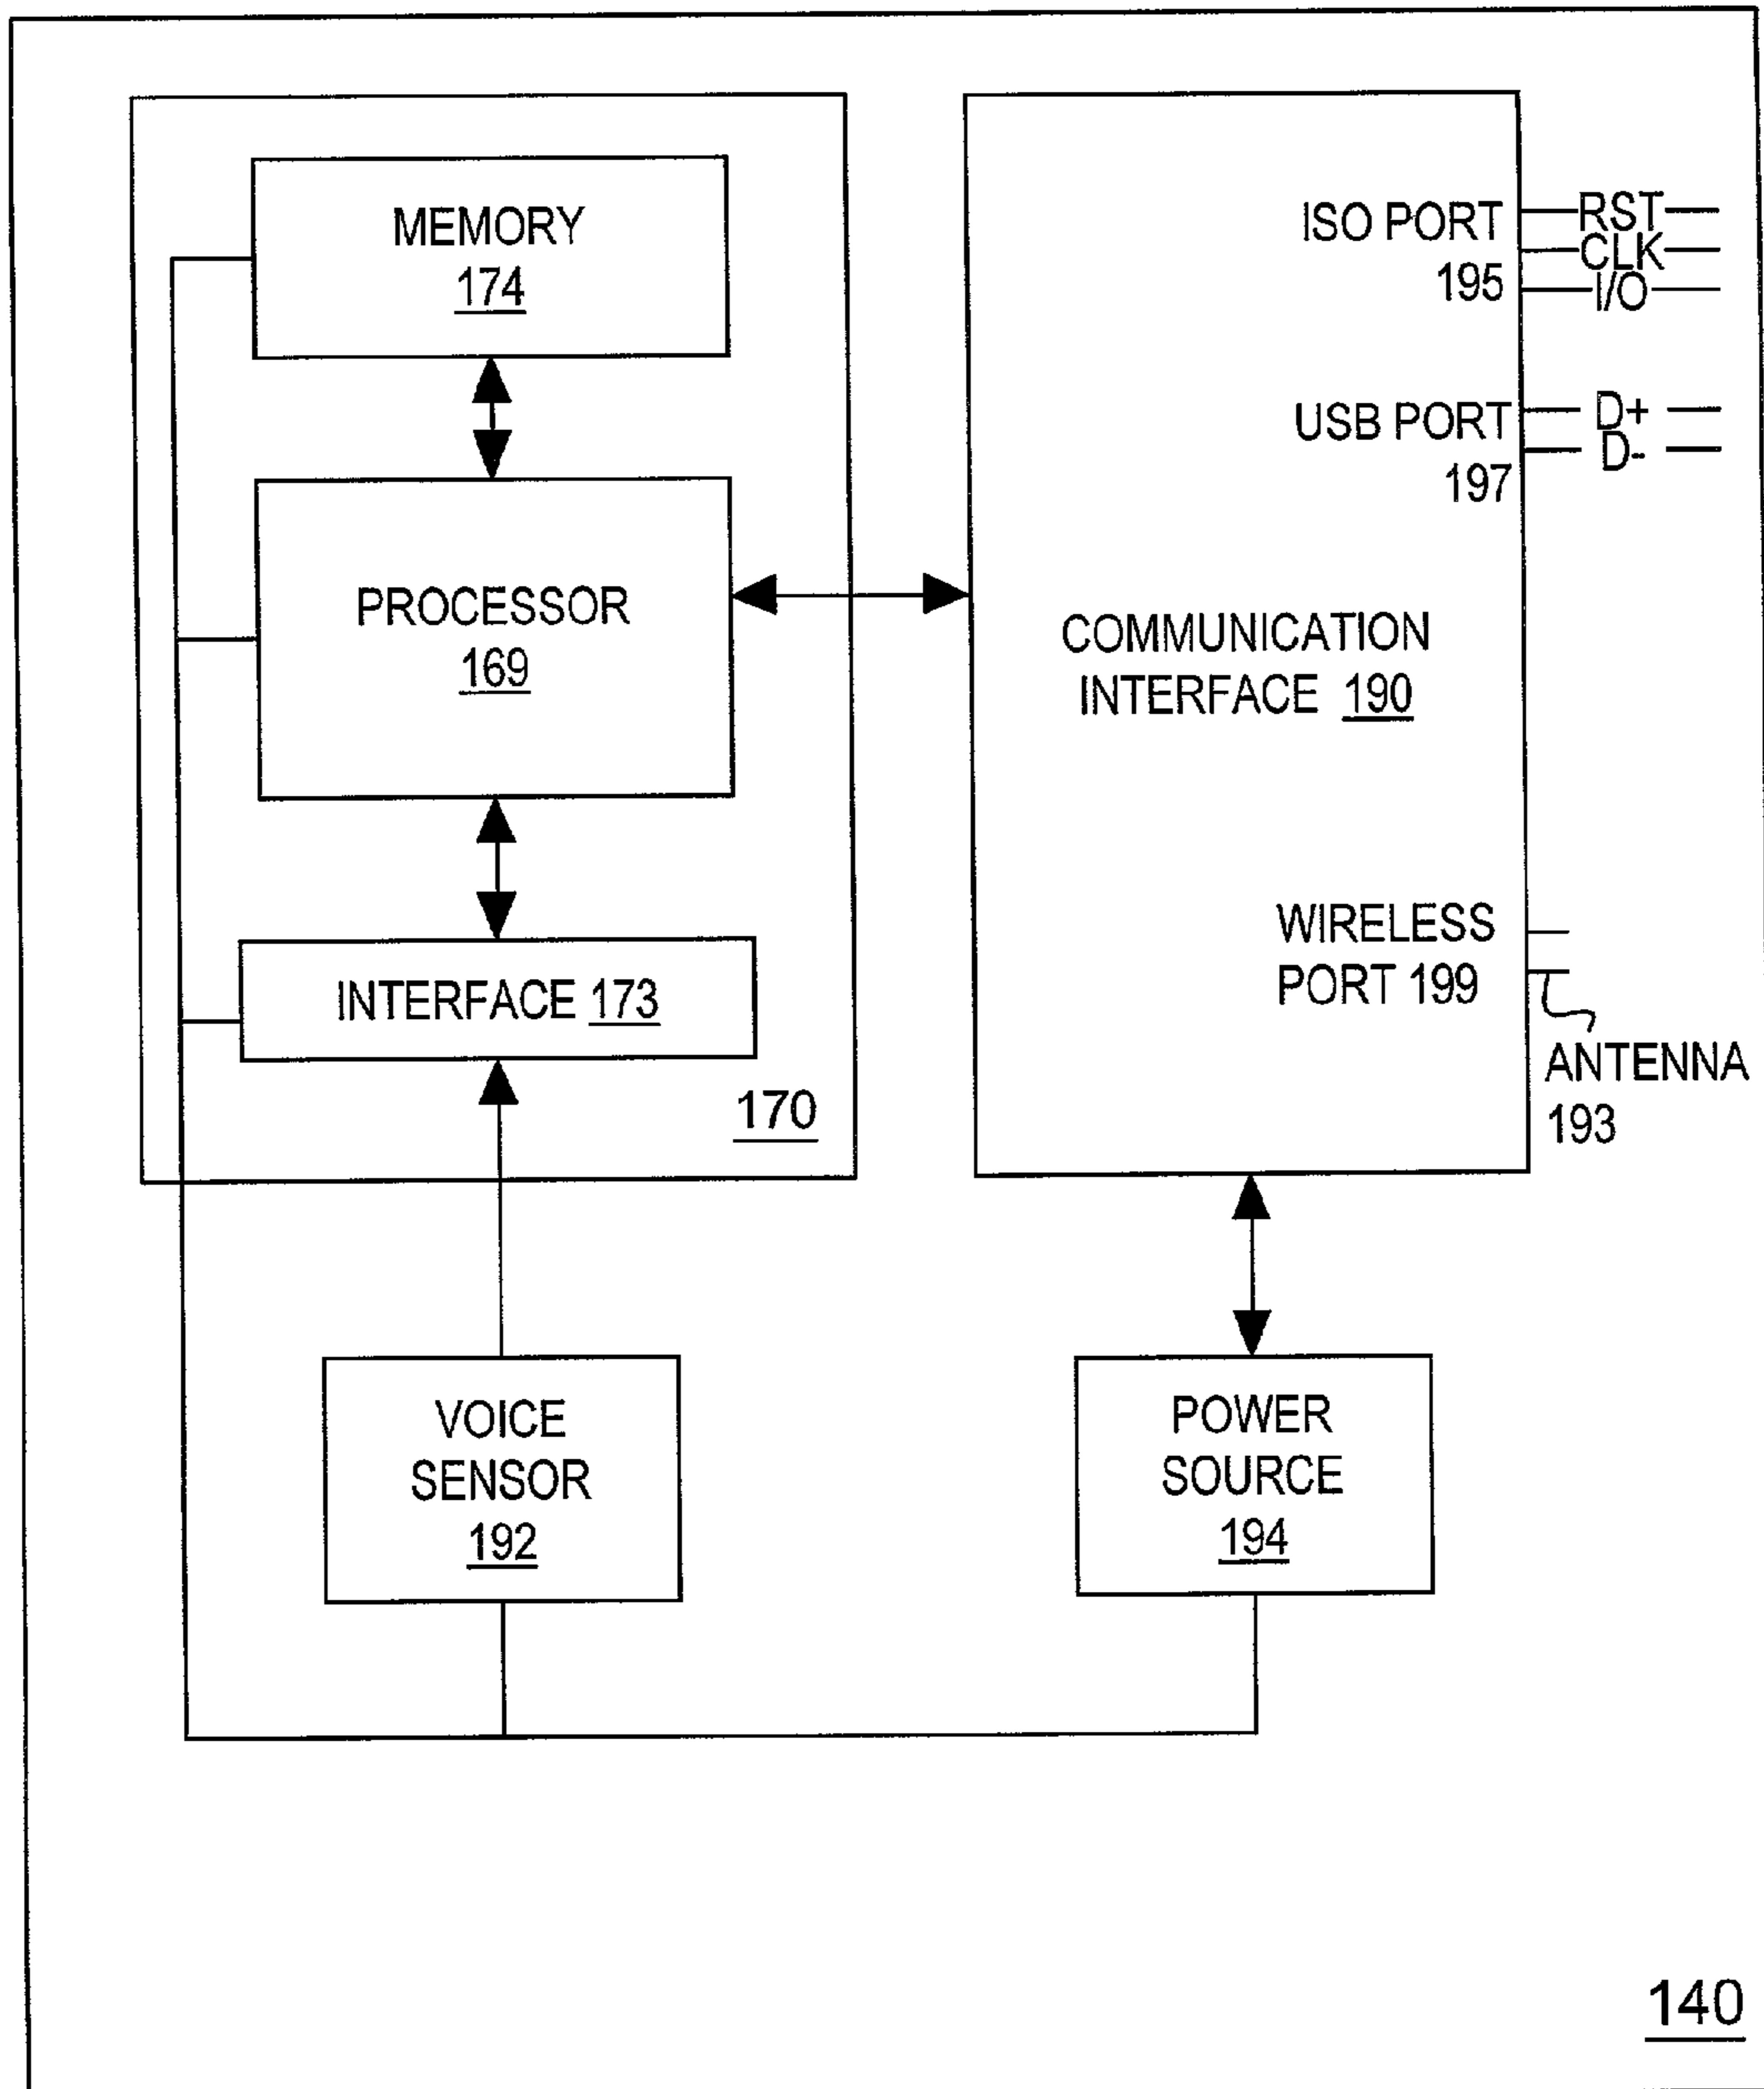 MEMORY
174
PROCESSOR
169
INTERFACE 173
170
ISO PORT
195
RST
CLK
I/O
USB PORT
197
D+
D-
COMMUNICATION
INTERFACE 190
WIRELESS
PORT 199
ANTENNA
193
VOICE
SENSOR
192
POWER
SOURCE
194
140